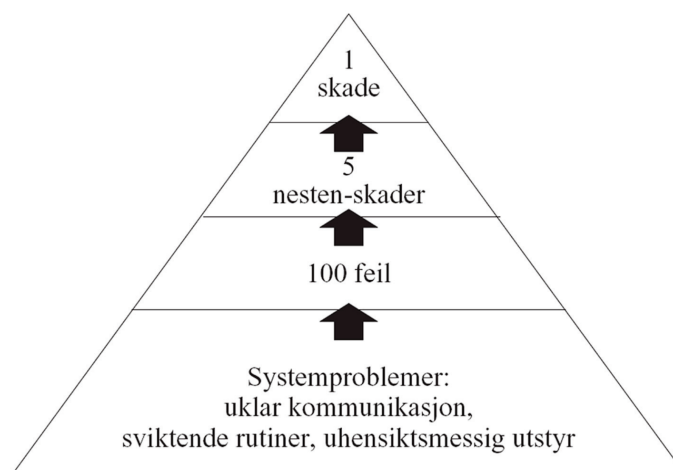 1
skade
5
nesten-skader
100 feil
Systemproblemer:
uklar kommunikasjon,
sviktende rutiner, uhensiktsmessig utstyr